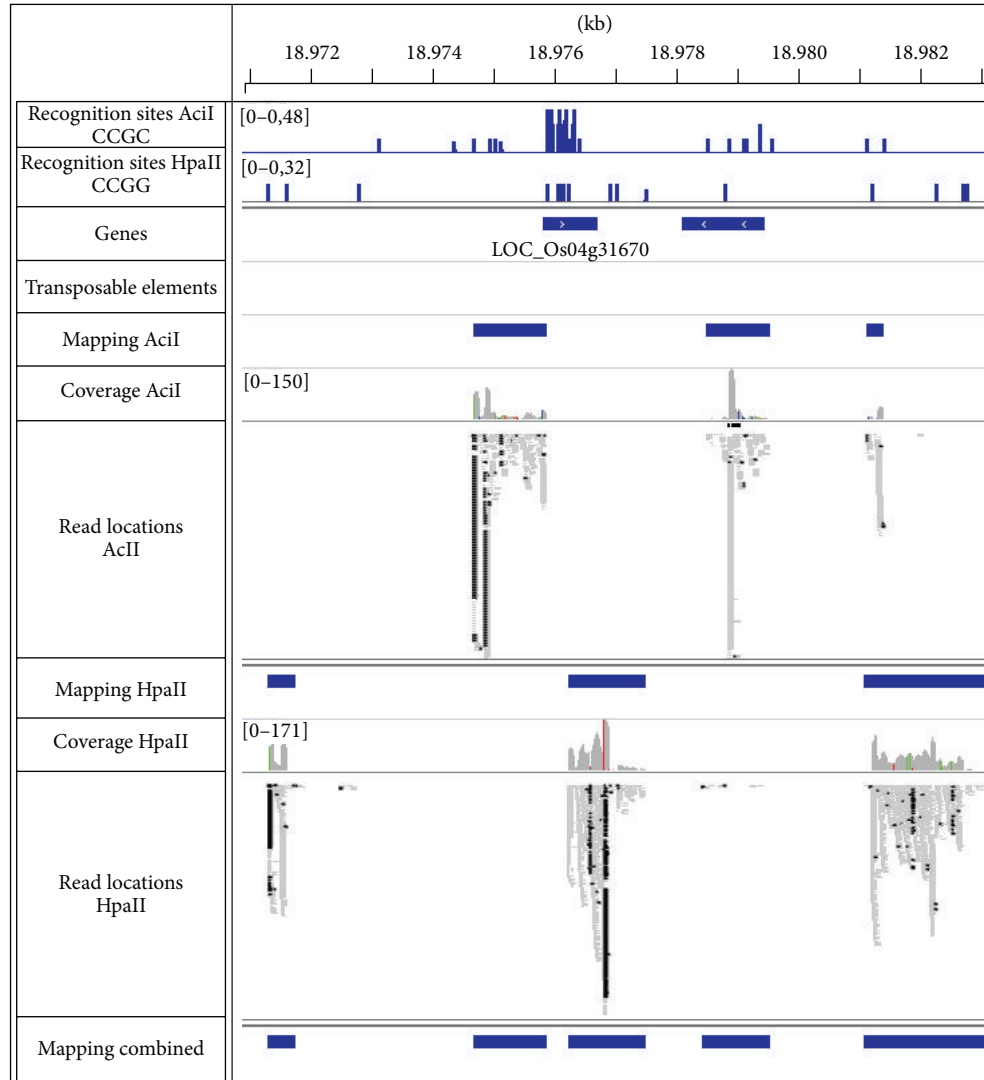 (kb)
18.972 18.974 18.976 18.978 18.980 18.982
Recognition sites AciI
CCGC
[0–0,48]
Recognition sites HpaII
CCGG
[0–0,32]
Genes
LOC_Os04g31670
Transposable elements
Mapping AciI
Coverage AciI
[0–150]
Read locations
AcII
Mapping HpaII
Coverage HpaII
[0–171]
Read locations
HpaII
Mapping combined